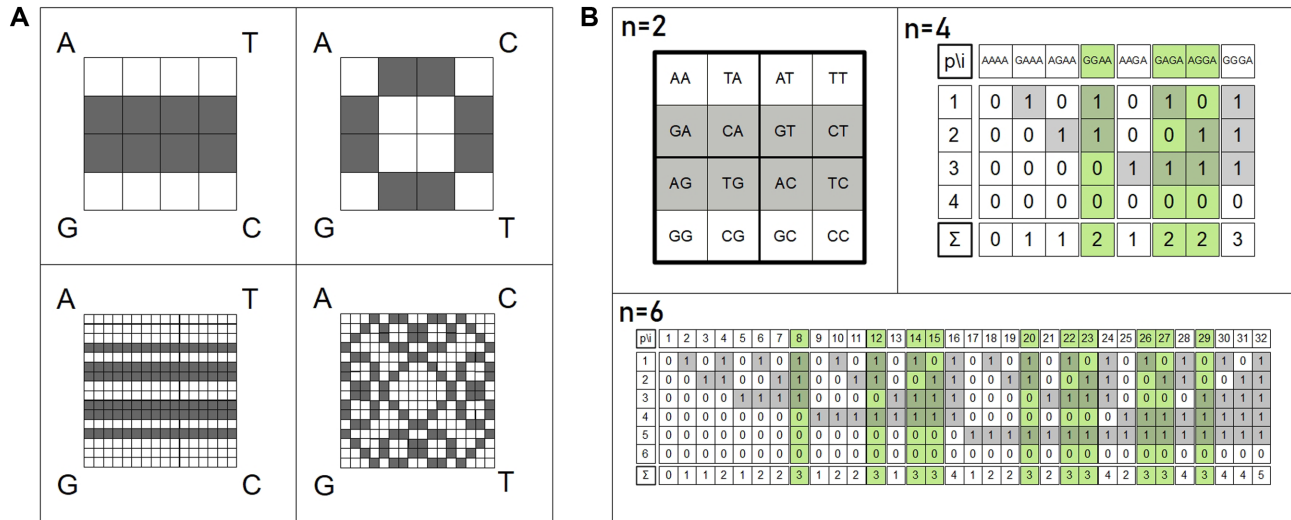 A
B
A T
G C
A C
G T
A T
G C
A C
G T
n=2
AA TA AT TT
GA CA GT CT
AG TG AC TC
GG CG GC CC
n=4
p\i AAAA GAAA AGAA GGAA AAGA GAGA AGGA GGGA
1 0 1 0 1 0 1 0 1
2 0 0 1 1 0 0 1 1
3 0 0 0 0 1 1 1 1
4 0 0 0 0 0 0 0 0
Σ 0 1 1 2 1 2 2 3
n=6
p\i 1 2 3 4 5 6 7 8 9 10 11 12 13 14 15 16 17 18 19 20 21 22 23 24 25 26 27 28 29 30 31 32
1 0 1 0 1 0 1 0 1 0 1 0 1 0 1 0 1 0 1 0 1 0 1 0 1 0 1 0 1 0 1 0 1
2 0 0 1 1 0 0 1 1 0 0 1 1 0 0 1 1 0 0 1 1 0 0 1 1 0 0 1 1 0 0 1 1
3 0 0 0 0 1 1 1 1 0 0 0 0 1 1 1 1 0 0 0 0 1 1 1 1 0 0 0 0 1 1 1 1
4 0 0 0 0 0 0 0 0 1 1 1 1 1 1 1 1 0 0 0 0 0 0 0 0 1 1 1 1 1 1 1 1
5 0 0 0 0 0 0 0 0 0 0 0 0 0 0 0 0 1 1 1 1 1 1 1 1 1 1 1 1 1 1 1 1
6 0 0 0 0 0 0 0 0 0 0 0 0 0 0 0 0 0 0 0 0 0 0 0 0 0 0 0 0 0 0 0 0
Σ 0 1 1 2 1 2 2 3 1 2 2 3 1 3 3 4 1 2 2 3 2 3 3 4 2 3 3 4 3 4 4 5